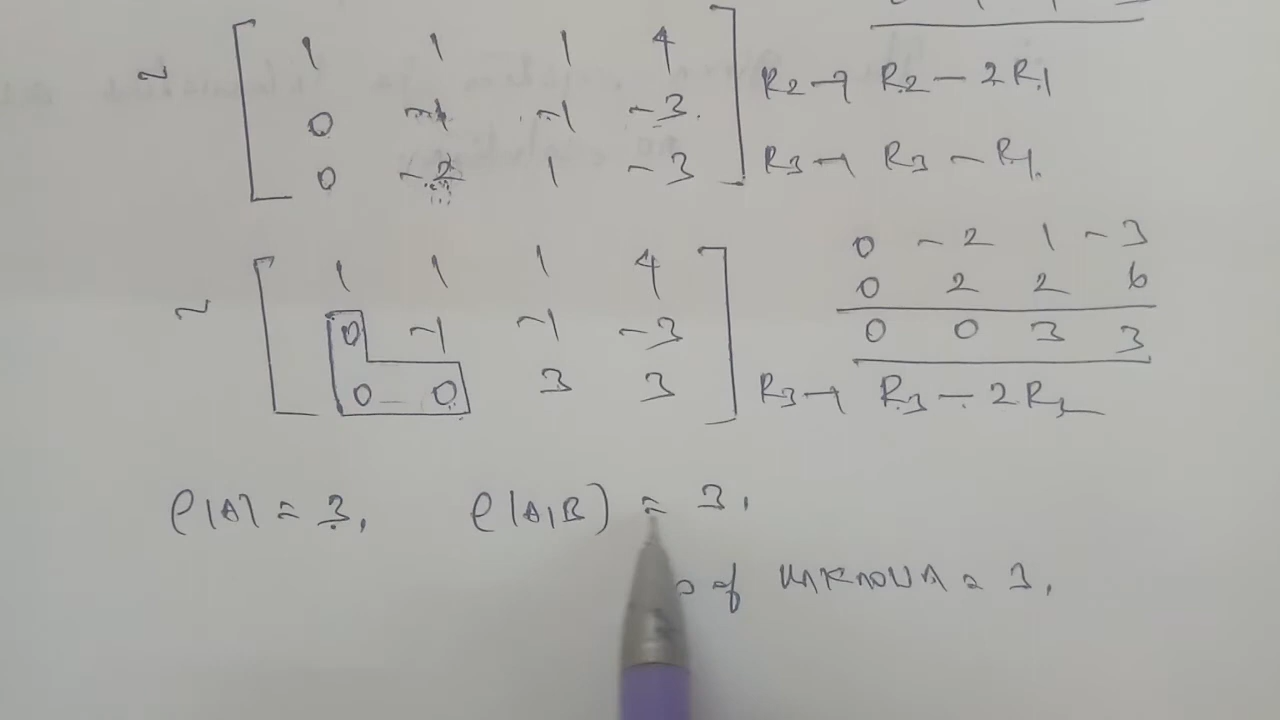 ~ [ 1 1 1 4 ] R2 → R2 - 2R1
0 -1 -1 -3
0 -2 1 -3 R3 → R3 - R1.
0 -2 1 -3
0 2 2 6
0 0 3 3
~ [ 1 1 1 4 ]
0 -1 -1 -3
0 0 3 3 R3 → R3 - 2R2
ρ(A) = 3, ρ(A,B) = 3.
of unknown = 3.